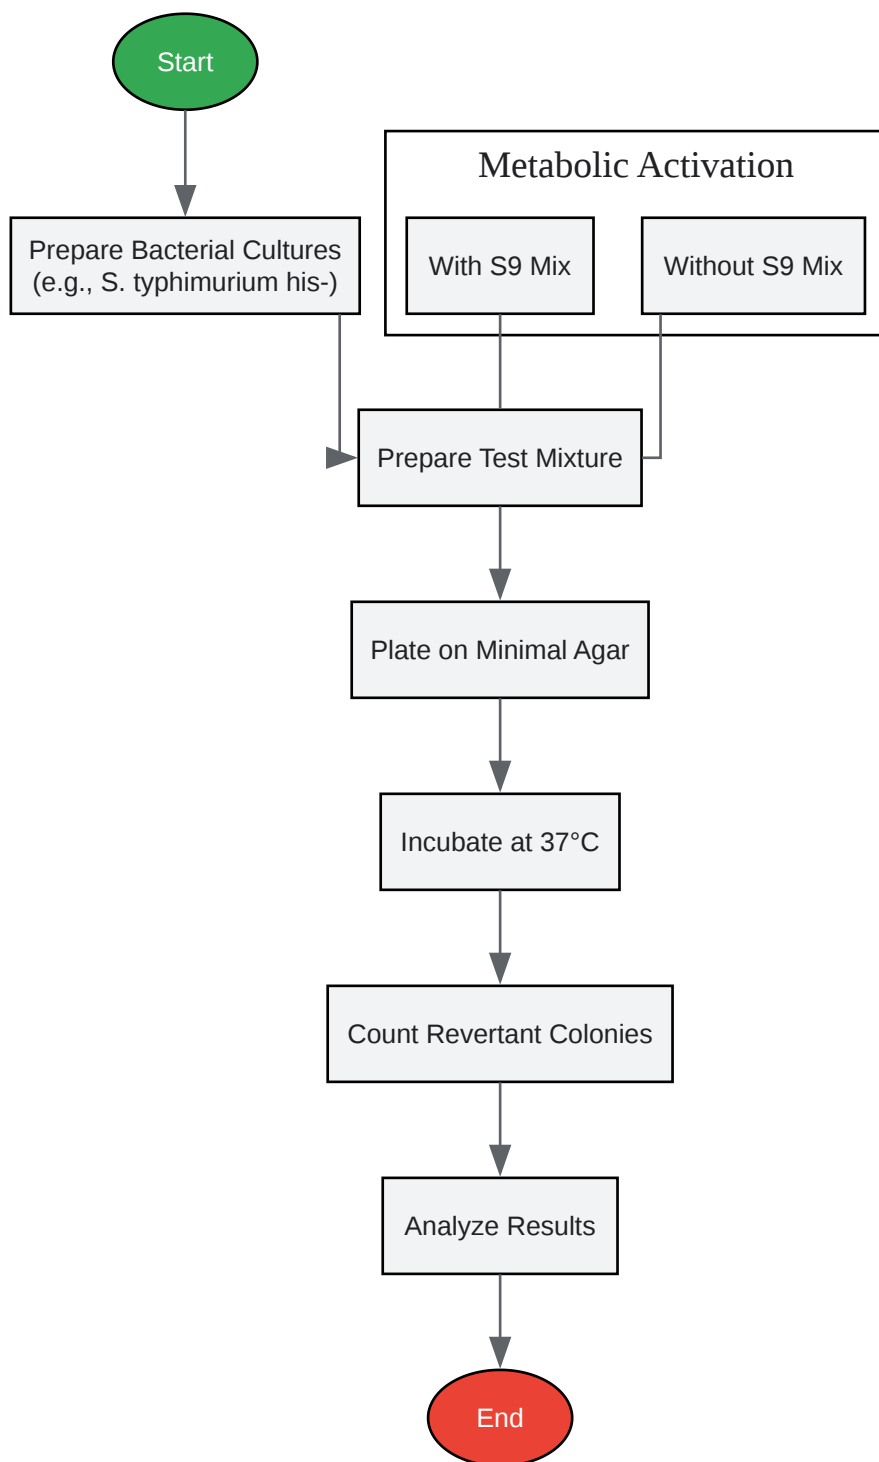 Start
Metabolic Activation
Prepare Bacterial Cultures
(e.g., S. typhimurium his-)
With S9 Mix
Without S9 Mix
Prepare Test Mixture
Plate on Minimal Agar
Incubate at 37°C
Count Revertant Colonies
Analyze Results
End